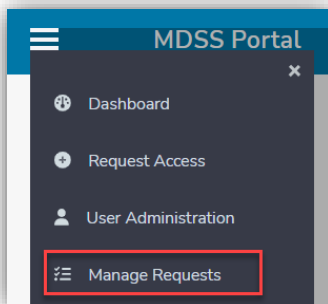 MDSS Portal
×
Dashboard
Request Access
User Administration
Manage Requests